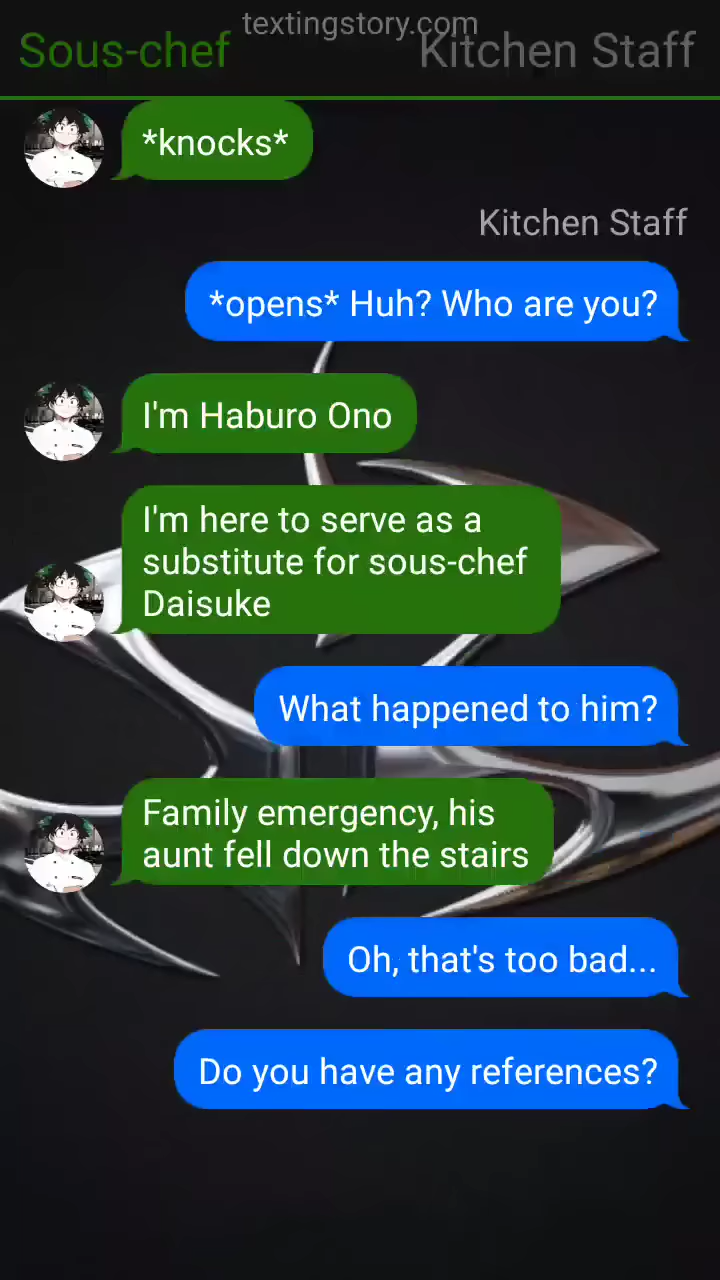 textingstory.com
Sous-chef
Kitchen Staff
*knocks*
Kitchen Staff
*opens* Huh? Who are you?
I'm Haburo Ono
I'm here to serve as a
substitute for sous-chef
Daisuke
What happened to him?
Family emergency, his
aunt fell down the stairs
Oh, that's too bad...
Do you have any references?